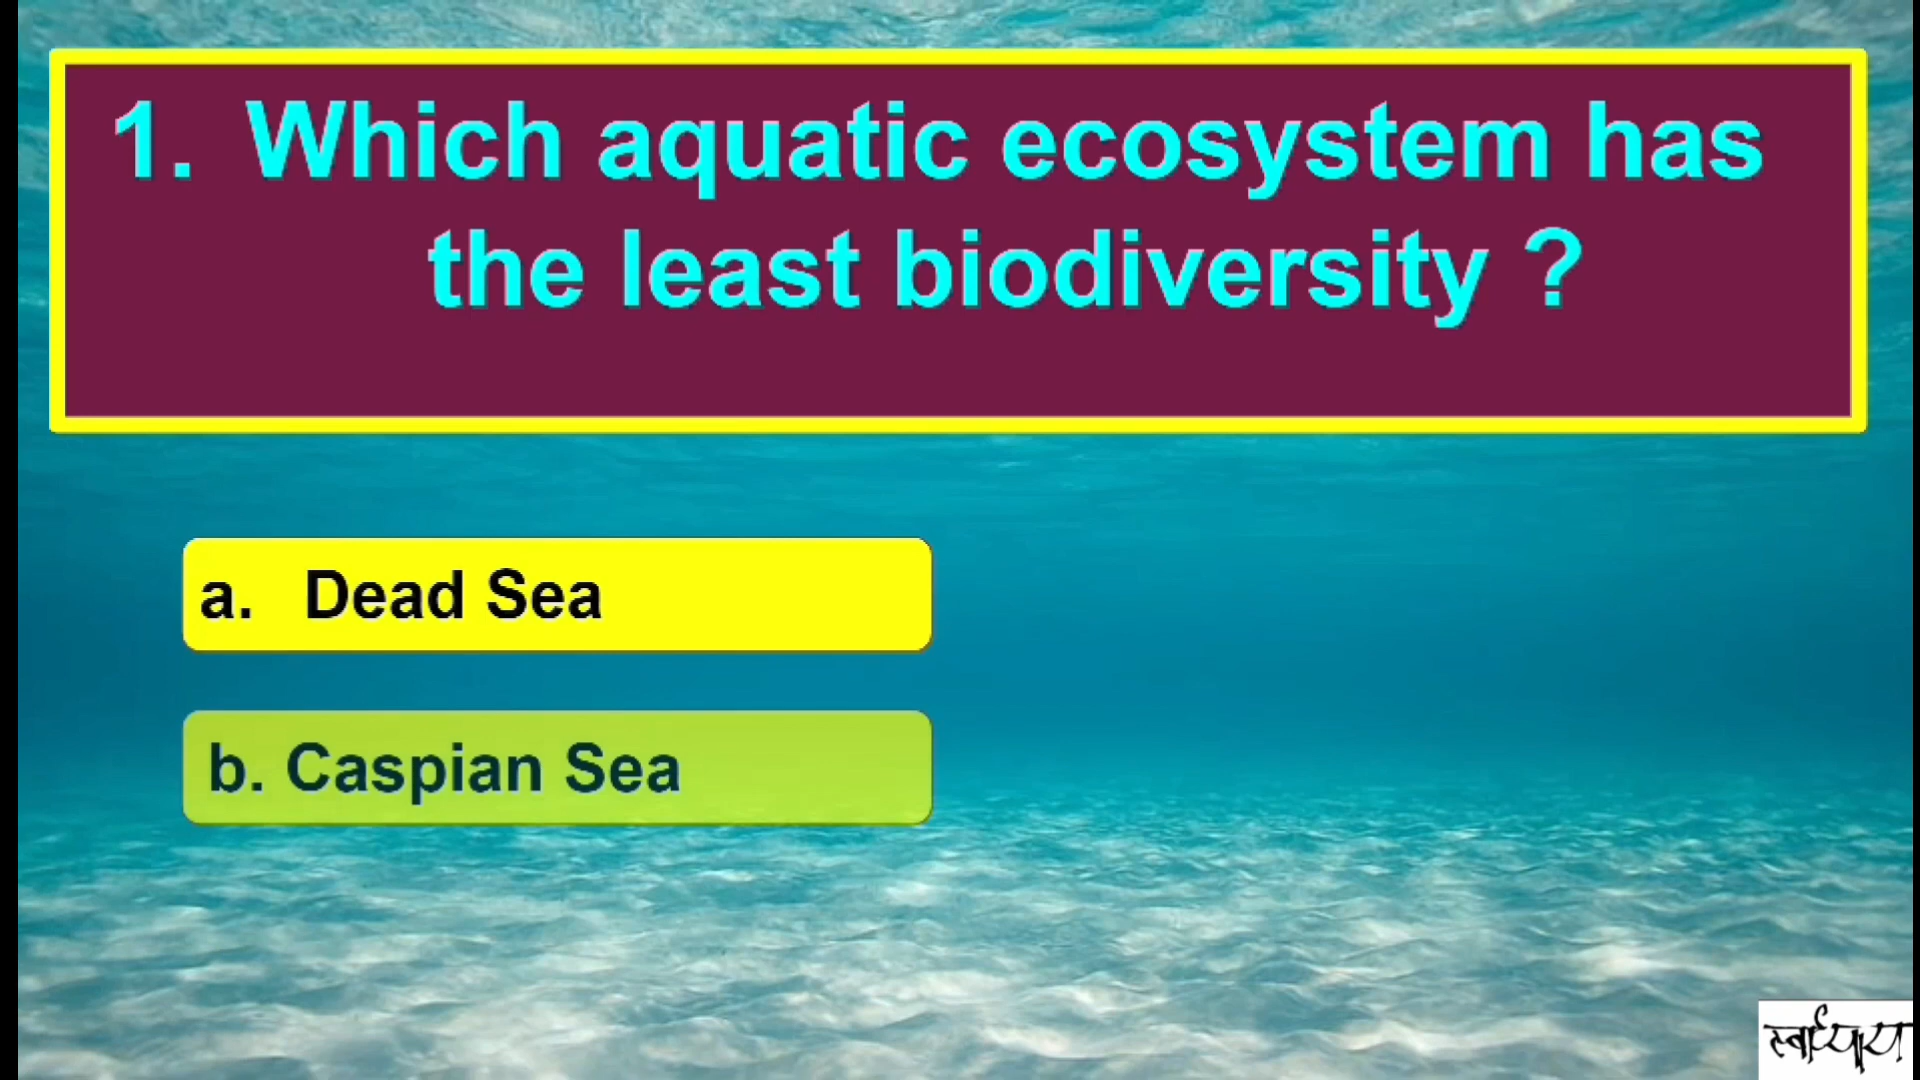 1. Which aquatic ecosystem has
the least biodiversity ?
a. Dead Sea
b. Caspian Sea
स्वाध्याय